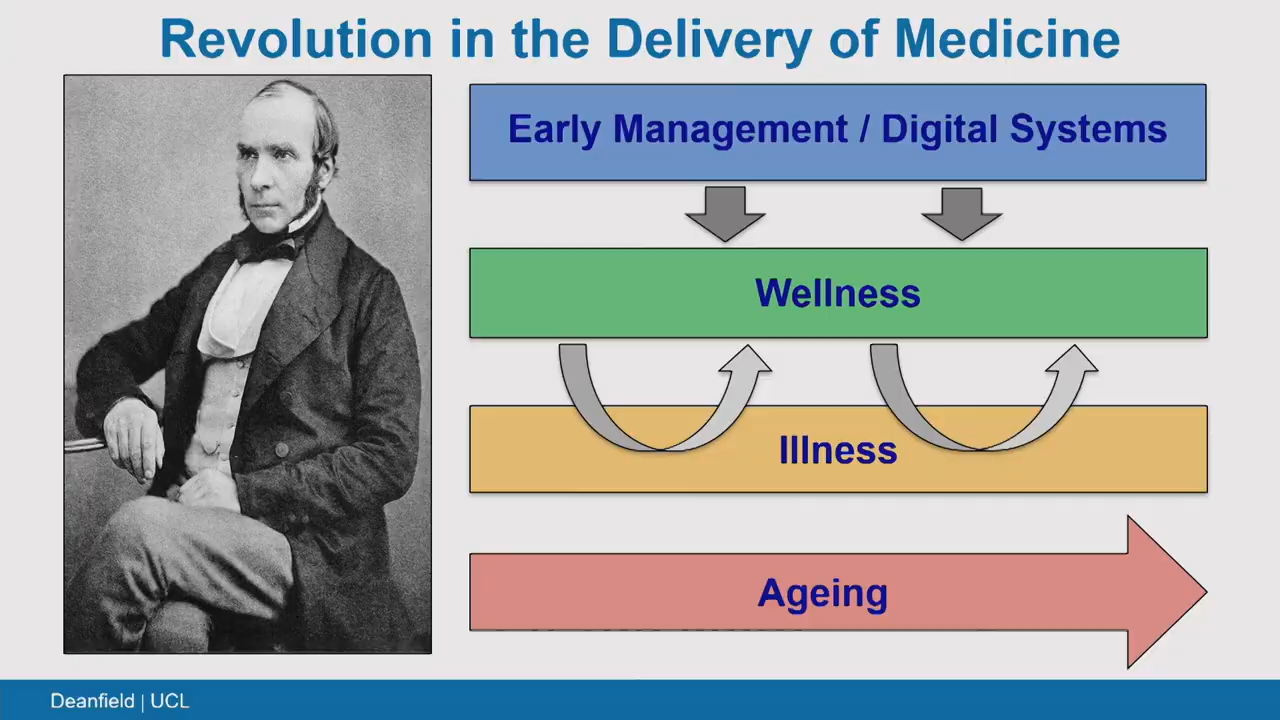 Revolution in the Delivery of Medicine
Early Management / Digital Systems
Wellness
Illness
Ageing
Deanfield | UCL